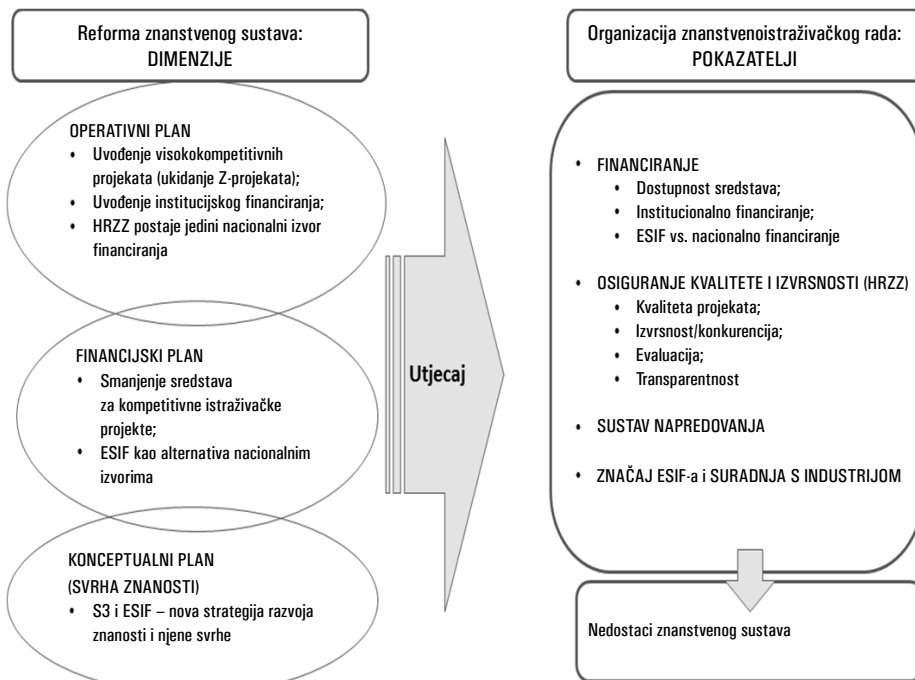 Reforma znanstvenog sustava:
DIMENZIJE
OPERATIVNI PLAN
• Uvođenje visokokompetitivnih
projekata (ukidanje Z-projekata);
• Uvođenje institucijskog financiranja;
• HRZZ postaje jedini nacionalni izvor
financiranja
FINANCIJSKI PLAN
• Smanjenje sredstava
za kompetitivne istraživačke
projekte;
• ESIF kao alternativa nacionalnim
izvorima
KONCEPTUALNI PLAN
(SVRHA ZNANOSTI)
• S3 i ESIF – nova strategija razvoja
znanosti i njene svrhe
Utjecaj
Organizacija znanstvenoistraživačkog rada:
POKAZATELJI
• FINANCIRANJE
• Dostupnost sredstava;
• Institucionalno financiranje;
• ESIF vs. nacionalno financiranje
• OSIGURANJE KVALITETE I IZVRSNOSTI (HRZZ)
• Kvaliteta projekata;
• Izvrsnost/konkurencija;
• Evaluacija;
• Transparentnost
• SUSTAV NAPREDOVANJA
• ZNAČAJ ESIF-a i SURADNJA S INDUSTRIJOM
Nedostaci znanstvenog sustava